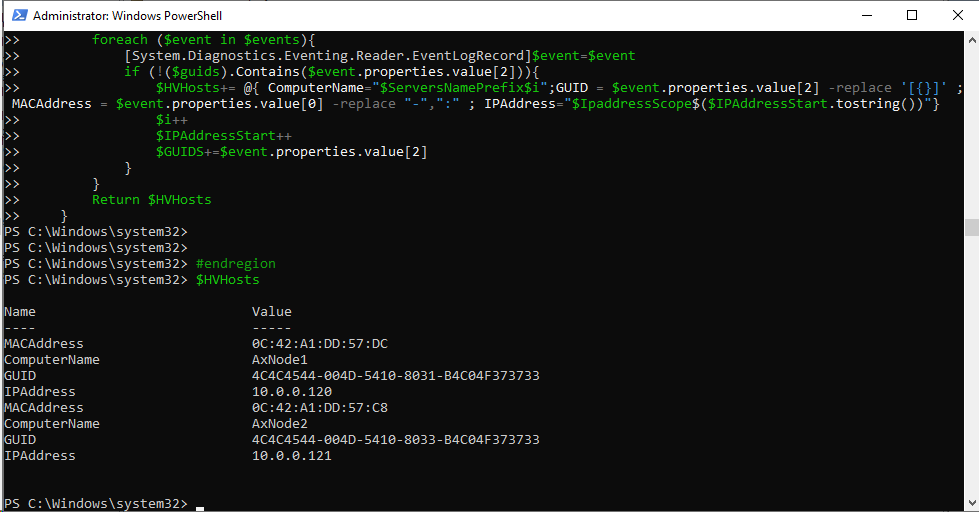 Administrator: Windows PowerShell
>>         foreach ($event in $events){
>>             [System.Diagnostics.Eventing.Reader.EventLogRecord]$event=$event
>>             if (!($guids).Contains($event.properties.value[2])){
>>                 $HVHosts+= @{ ComputerName="$ServersNamePrefix$i";GUID = $event.properties.value[2] -replace '[{}]' ;
 MACAddress = $event.properties.value[0] -replace "-",":" ; IPAddress="$IpaddressScope$($IPAddressStart.tostring())"}
>>                 $i++
>>                 $IPAddressStart++
>>                 $GUIDS+=$event.properties.value[2]
>>             }
>>         }
>>         Return $HVHosts
>>     }
PS C:\Windows\system32>
PS C:\Windows\system32>
PS C:\Windows\system32> #endregion
PS C:\Windows\system32> $HVHosts
Name                           Value
----                           -----
MACAddress                     0C:42:A1:DD:57:DC
ComputerName                   AxNode1
GUID                           4C4C4544-004D-5410-8031-B4C04F373733
IPAddress                      10.0.0.120
MACAddress                     0C:42:A1:DD:57:C8
ComputerName                   AxNode2
GUID                           4C4C4544-004D-5410-8033-B4C04F373733
IPAddress                      10.0.0.121
PS C:\Windows\system32>